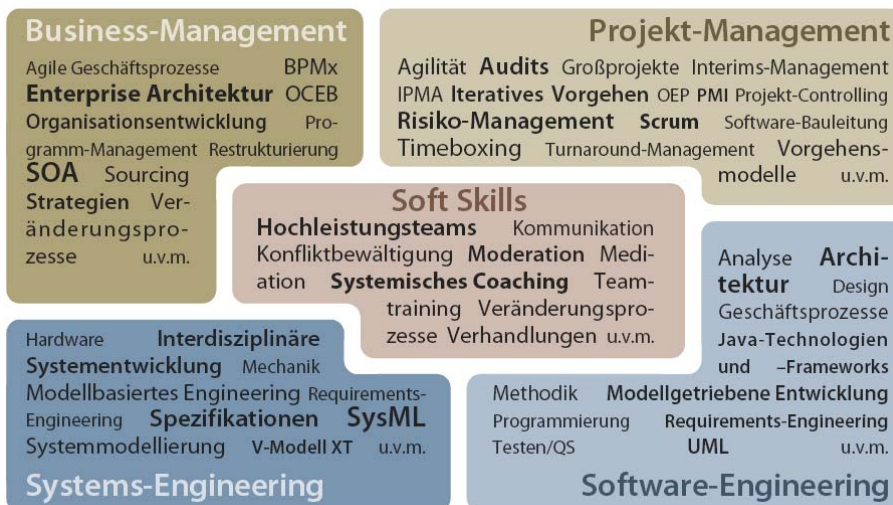 Business-Management
Agile Geschäftsprozesse BPMx
Enterprise Architektur OCEB
Organisationsentwicklung Pro-
gramm-Management Restrukturierung
SOA Sourcing
Strategien Ver-
änderungspro-
zesse u.v.m.
Projekt-Management
Agilität Audits Großprojekte Interims-Management
IPMA Iteratives Vorgehen OEP PMI Projekt-Controlling
Risiko-Management Scrum Software-Bauleitung
Timeboxing Turnaround-Management Vorgehens-
modelle u.v.m.
Soft Skills
Hochleistungsteams Kommunikation
Konfliktbewältigung Moderation Medi-
ation Systemisches Coaching Team-
training Veränderungspro-
zesse Verhandlungen u.v.m.
Hardware Interdisziplinäre
Systementwicklung Mechanik
Modellbasiertes Engineering Requirements-
Engineering Spezifikationen SysML
Systemmodellierung V-Modell XT u.v.m.
Systems-Engineering
Analyse Archi-
tektur Design
Geschäftsprozesse
Java-Technologien
und –Frameworks
Methodik Modellgetriebene Entwicklung
Programmierung Requirements-Engineering
Testen/QS UML u.v.m.
Software-Engineering